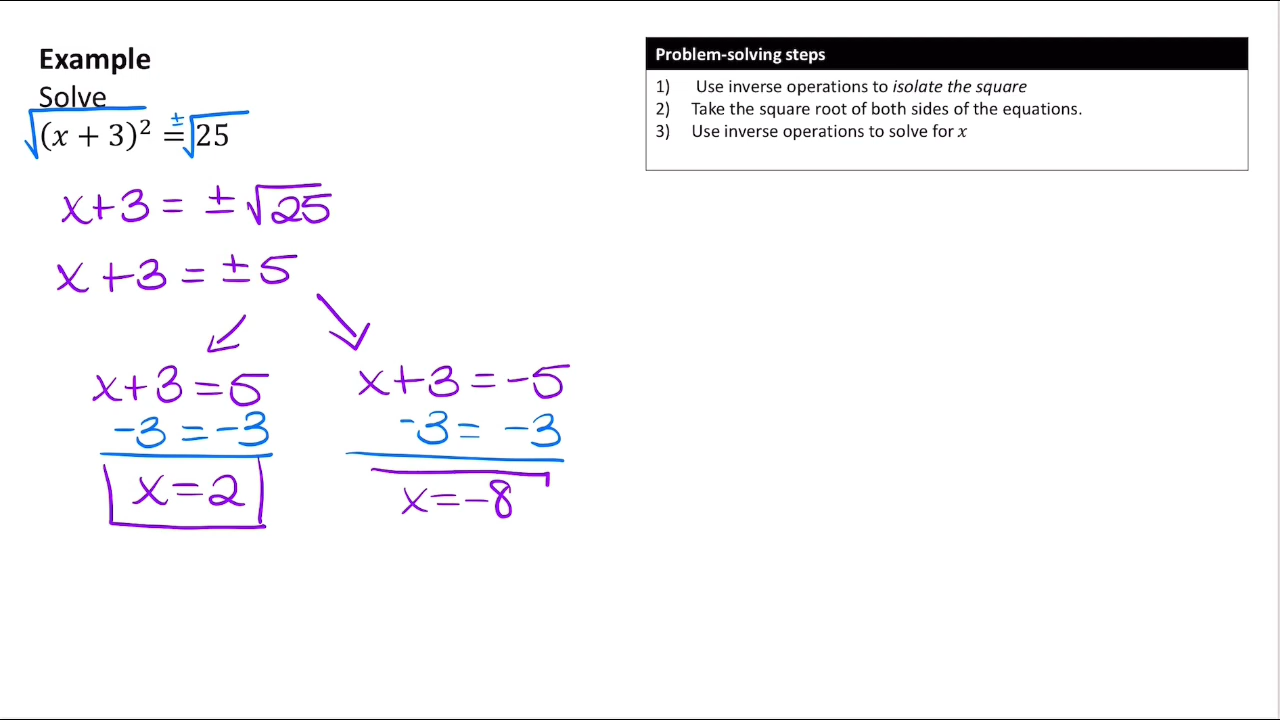 Example
Solve
√(x + 3)² = ±√25
x+3 = ±√25
x+3 = ±5
x+3=5
-3 = -3
x=2
x+3=-5
-3= -3
x=-8
Problem-solving steps
1) Use inverse operations to isolate the square
2) Take the square root of both sides of the equations.
3) Use inverse operations to solve for x